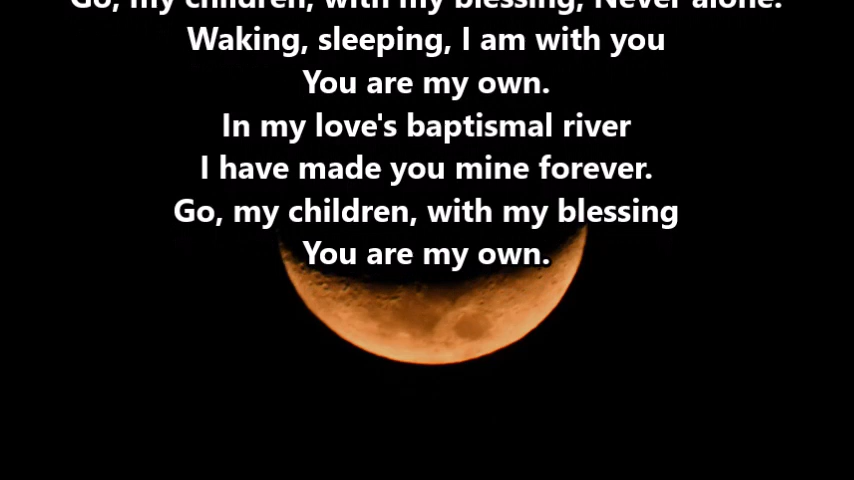 Go, my children, with my blessing, Never alone.
Waking, sleeping, I am with you
You are my own.
In my love's baptismal river
I have made you mine forever.
Go, my children, with my blessing
You are my own.